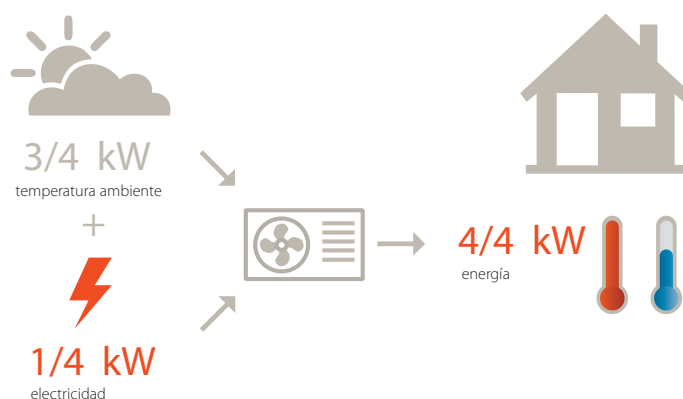 3/4 kW
temperatura ambiente
+
1/4 kW
electricidad
4/4 kW
energía